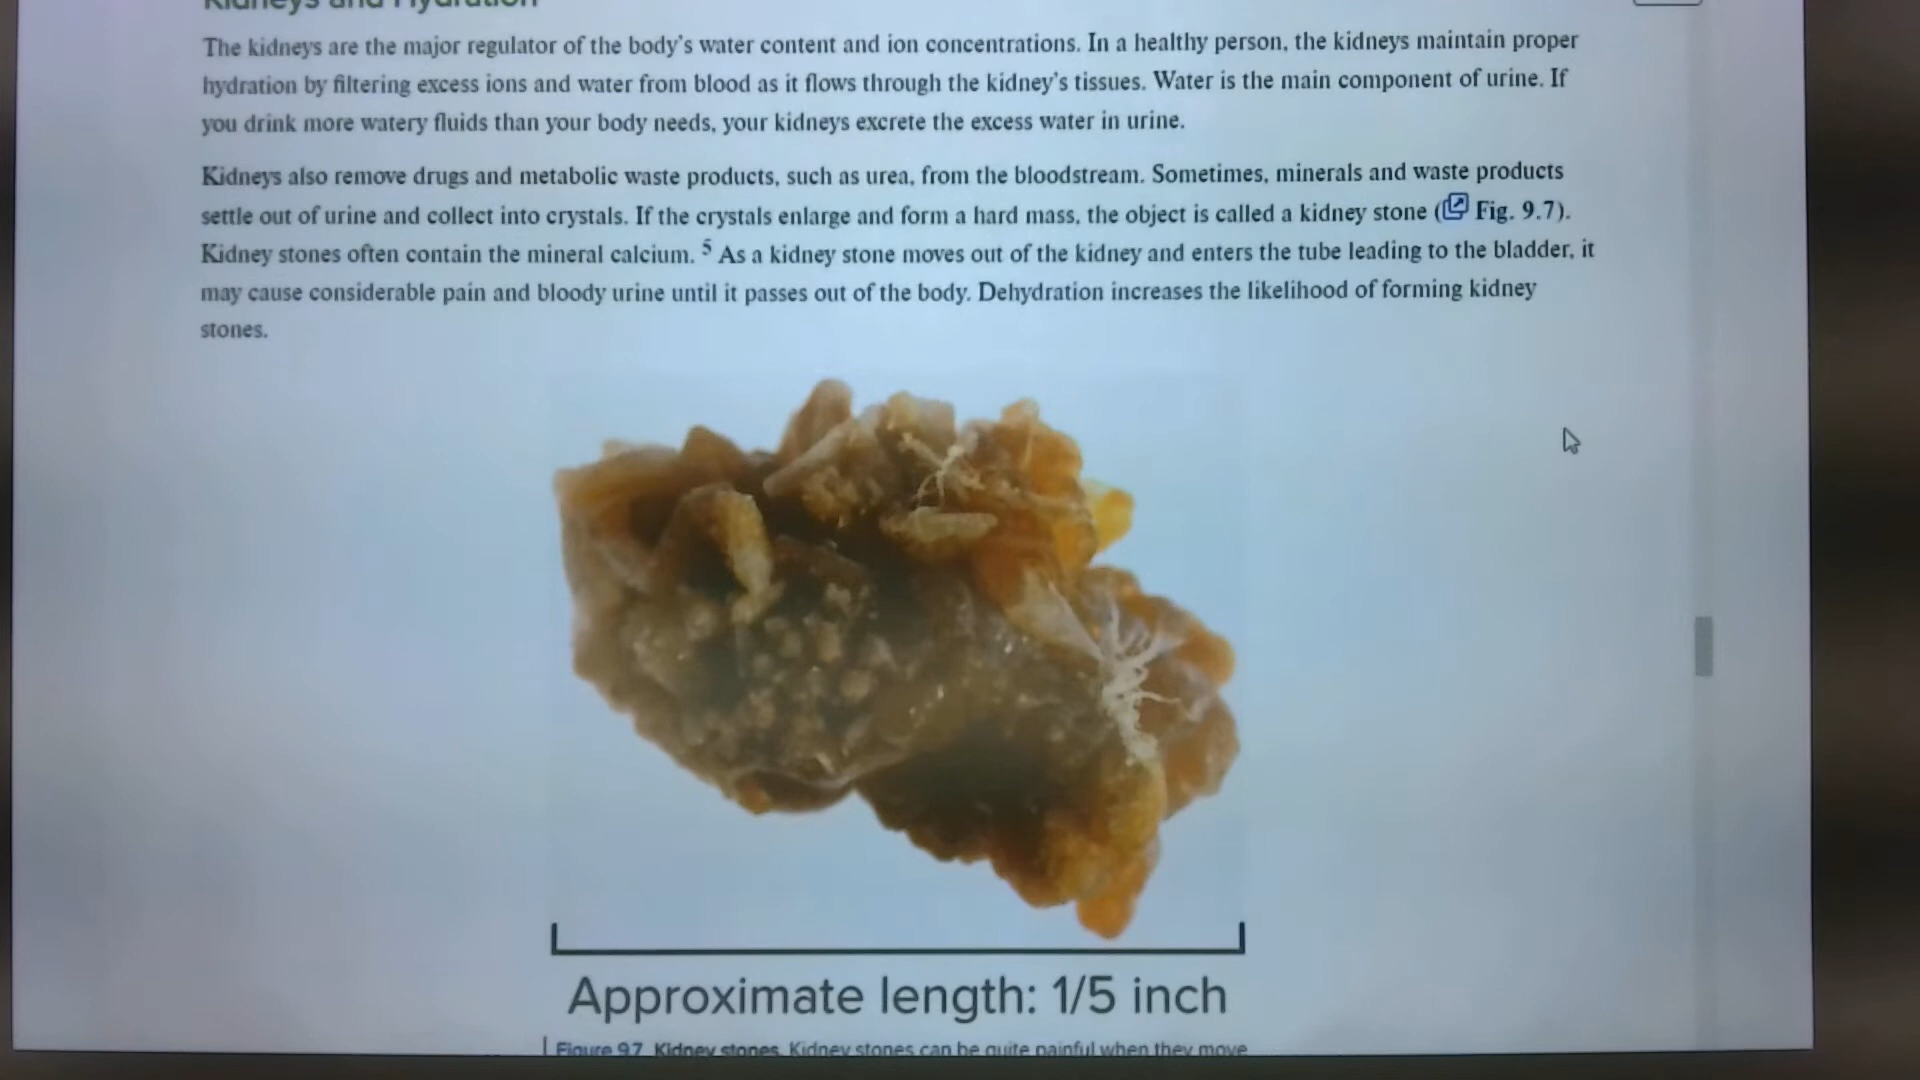 Kidneys and Hydration
The kidneys are the major regulator of the body's water content and ion concentrations. In a healthy person, the kidneys maintain proper
hydration by filtering excess ions and water from blood as it flows through the kidney's tissues. Water is the main component of urine. If
you drink more watery fluids than your body needs, your kidneys excrete the excess water in urine.
Kidneys also remove drugs and metabolic waste products, such as urea, from the bloodstream. Sometimes, minerals and waste products
settle out of urine and collect into crystals. If the crystals enlarge and form a hard mass, the object is called a kidney stone (Fig. 9.7).
Kidney stones often contain the mineral calcium. 5 As a kidney stone moves out of the kidney and enters the tube leading to the bladder, it
may cause considerable pain and bloody urine until it passes out of the body. Dehydration increases the likelihood of forming kidney
stones.
Approximate length: 1/5 inch
Figure 9.7 Kidney stones. Kidney stones can be quite painful when they move